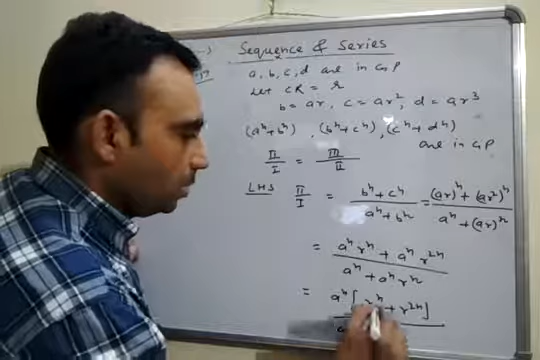 Sequence & Series
a, b, c, d are in GP
Let CR = r
b = ar, c = ar², d = ar³
(aⁿ+bⁿ), (bⁿ+cⁿ), (cⁿ+dⁿ) are in GP
II/I = III/II
LHS II/I = (bⁿ+cⁿ)/(aⁿ+bⁿ) = ((ar)ⁿ+(ar²)ⁿ)/(aⁿ+(ar)ⁿ)
= (aⁿrⁿ + aⁿr²ⁿ)/(aⁿ + aⁿrⁿ)
= aⁿ[rⁿ + r²ⁿ]